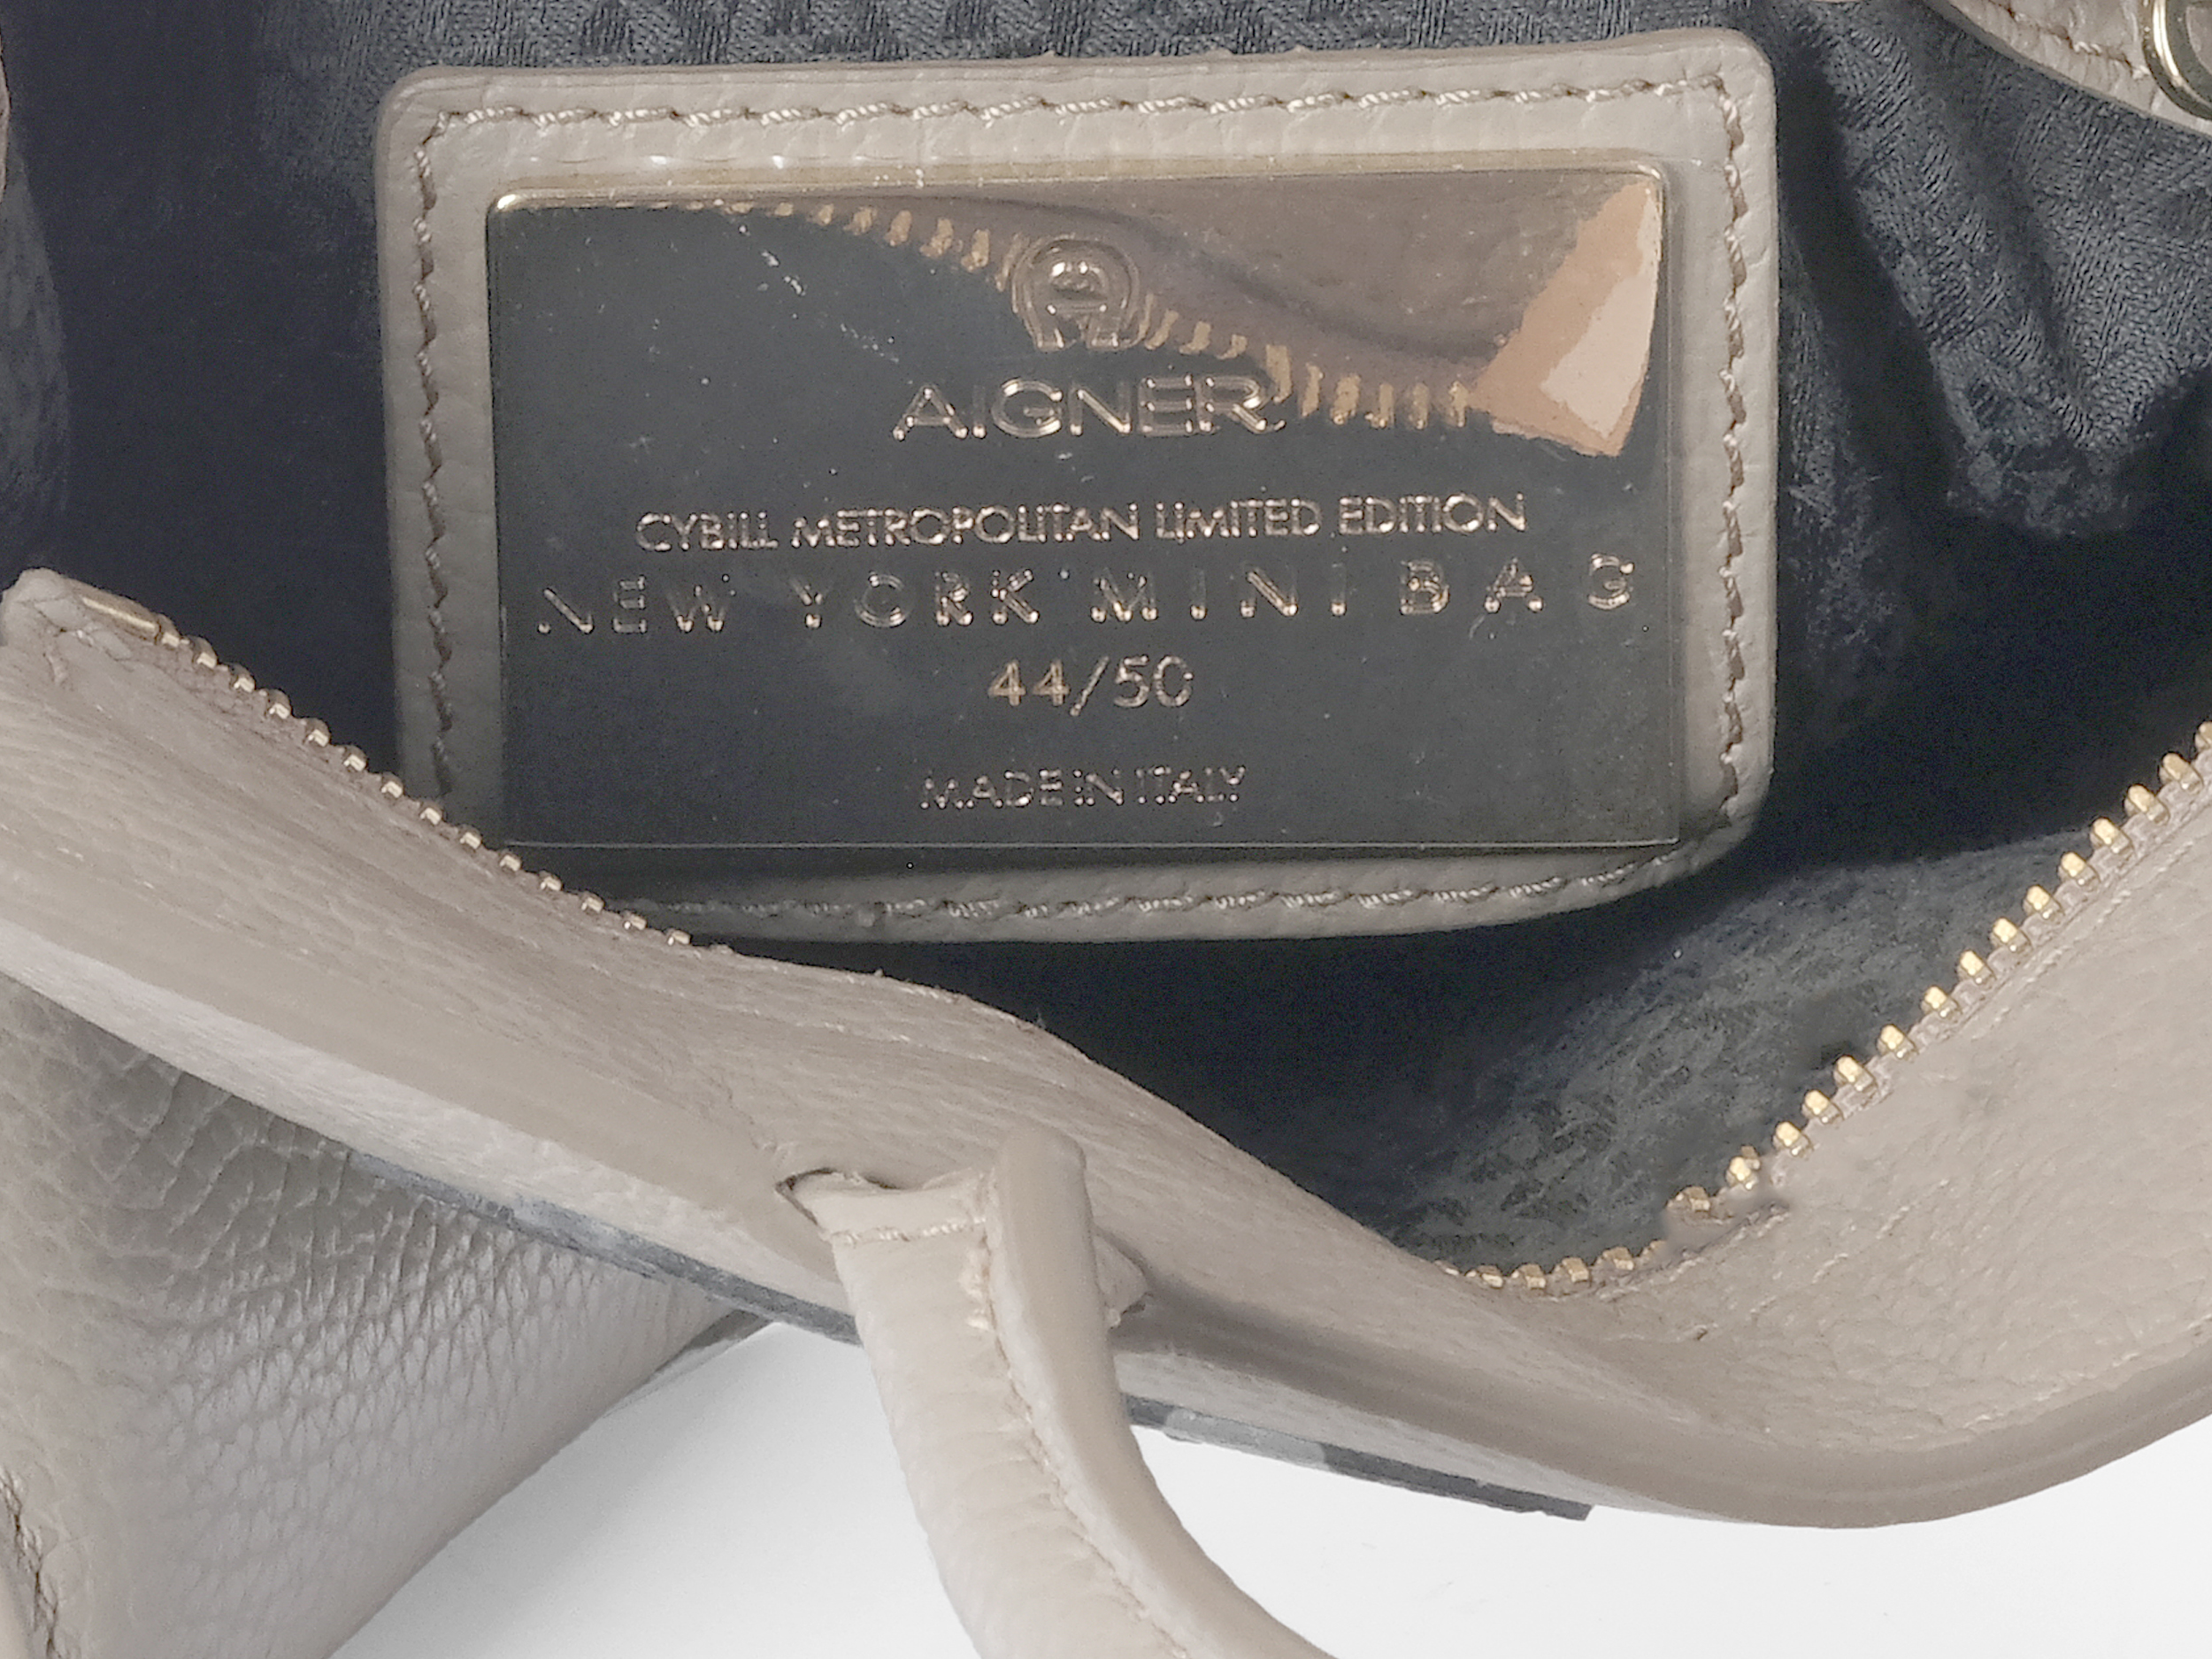 AIGNER
CYBILL METROPOLITAN LIMITED EDITION
NEW YORK MINI BAG
44/50
MADE IN ITALY